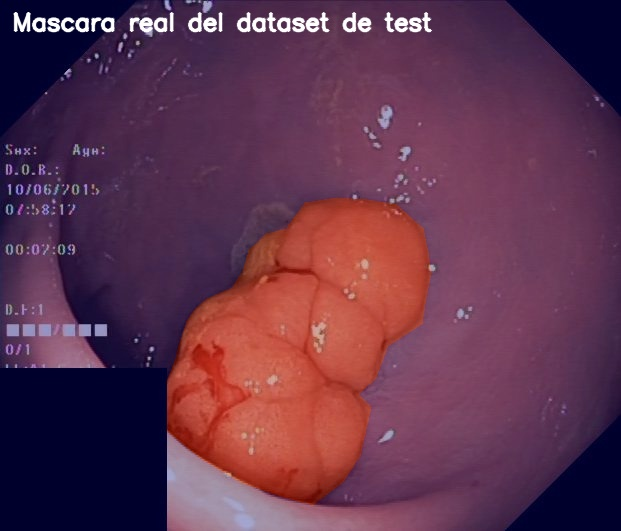 Mascara real del dataset de test
Sex: Age:
D.O.B.:
10/06/2015
07:58:17
00:02:09
D.F:1
0/1